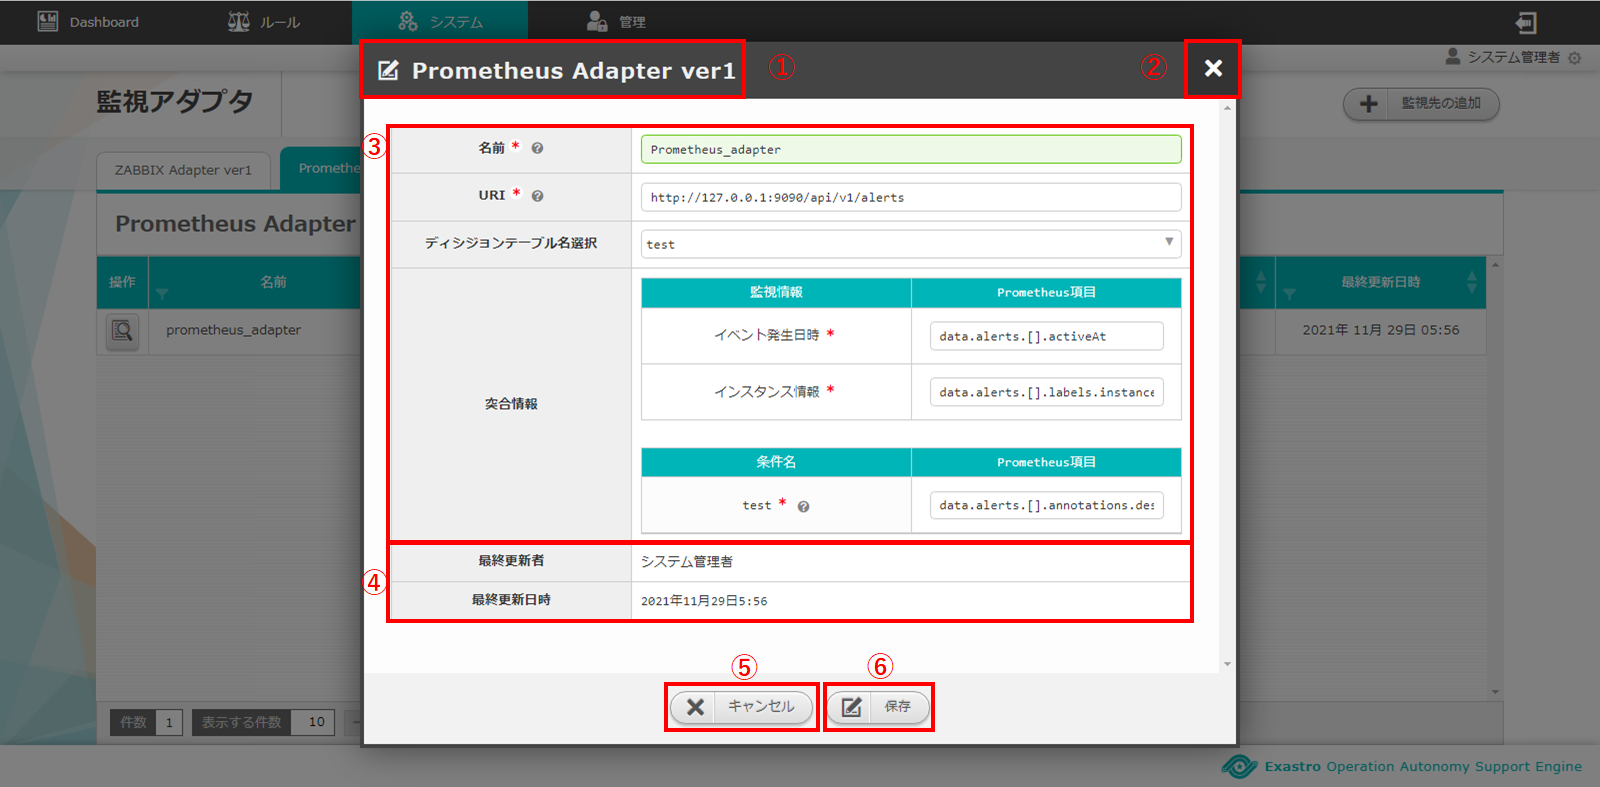 Dashboard
ルール
システム
管理
システム管理者
監視アダプタ
監視先の追加
ZABBIX Adapter ver1
Promethe
Prometheus Adapter
操作
名前
最終更新日時
prometheus_adapter
2021年 11月 29日 05:56
件数
1
表示する件数
10
Prometheus Adapter ver1
①
②
③
名前 *
Prometheus_adapter
URI *
http://127.0.0.1:9090/api/v1/alerts
ディシジョンテーブル名選択
test
突合情報
監視情報
Prometheus項目
イベント発生日時 *
data.alerts.[].activeAt
インスタンス情報 *
data.alerts.[].labels.instance
条件名
Prometheus項目
test *
data.alerts.[].annotations.des
④
最終更新者
システム管理者
最終更新日時
2021年11月29日5:56
⑤
⑥
キャンセル
保存
Exastro Operation Autonomy Support Engine